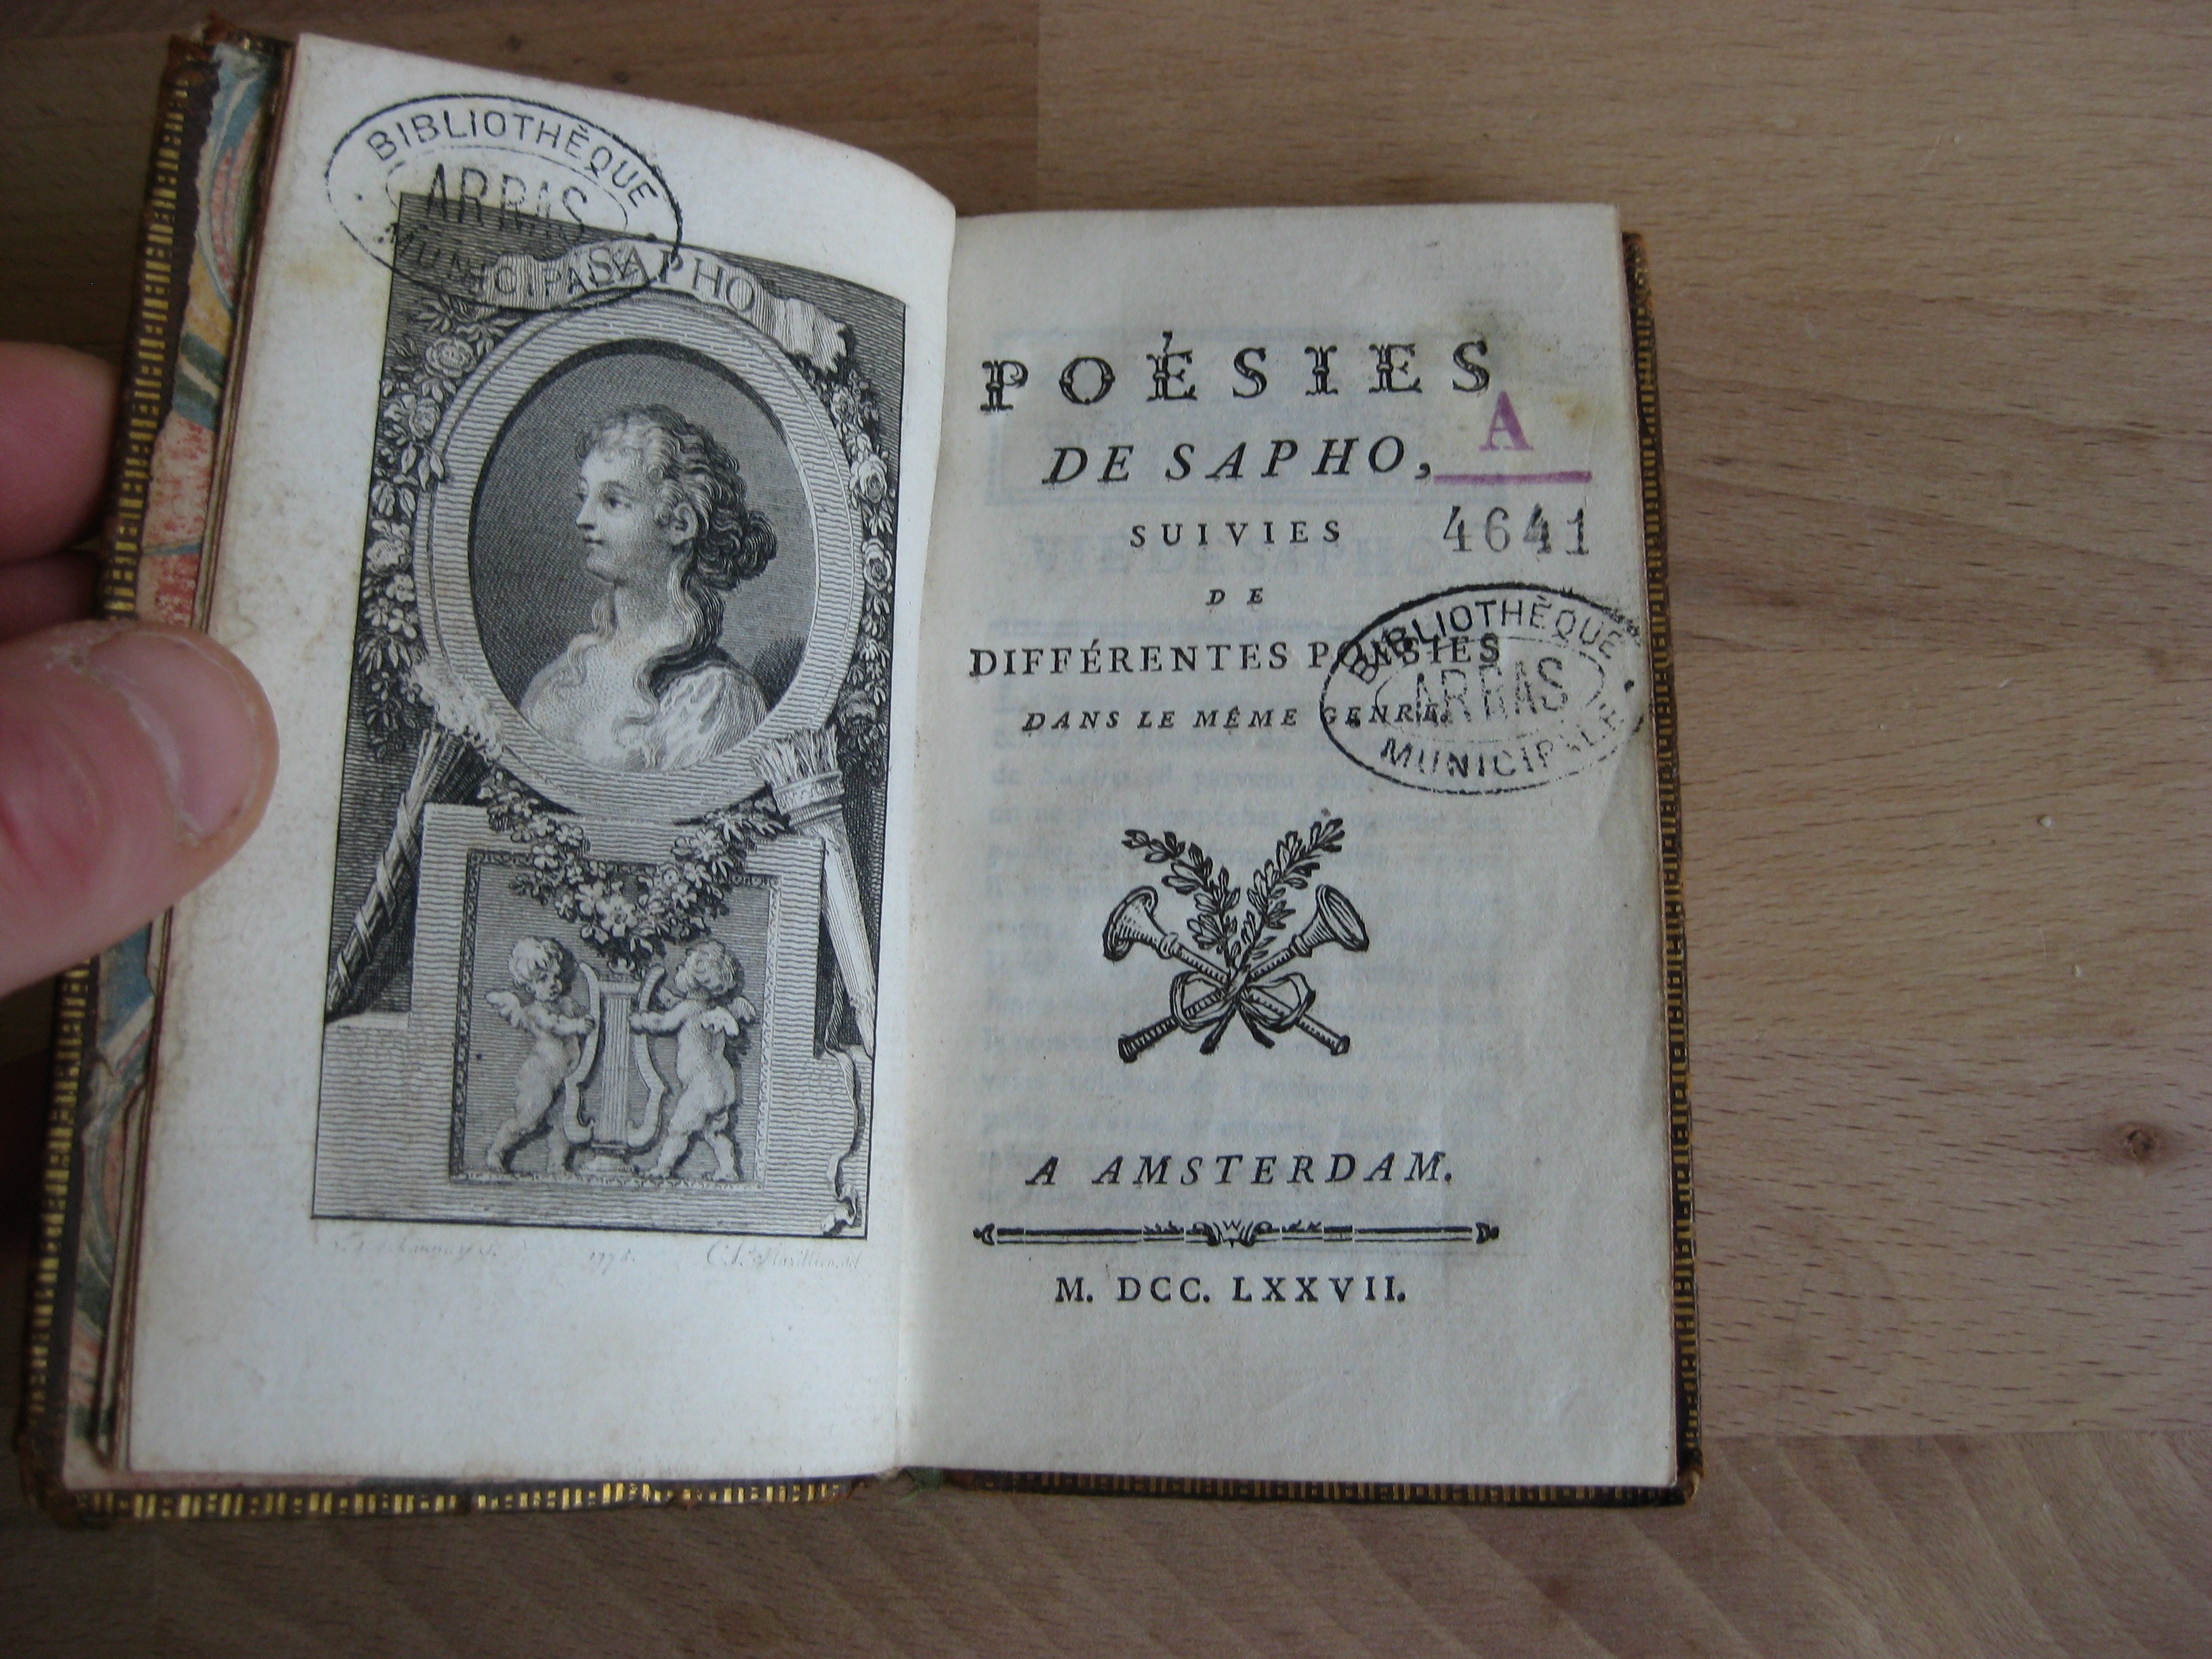 BIBLIOTHÈQUE
ARRAS
MUNICIPALE
SAPHO
1778.
POÉSIES
DE SAPHO,
A
SUIVIES
4641
DE
DIFFÉRENTES POÉSIES
DANS LE MÊME GENRE.
BIBLIOTHÈQUE
ARRAS
MUNICIPALE
A AMSTERDAM.
M. DCC. LXXVII.